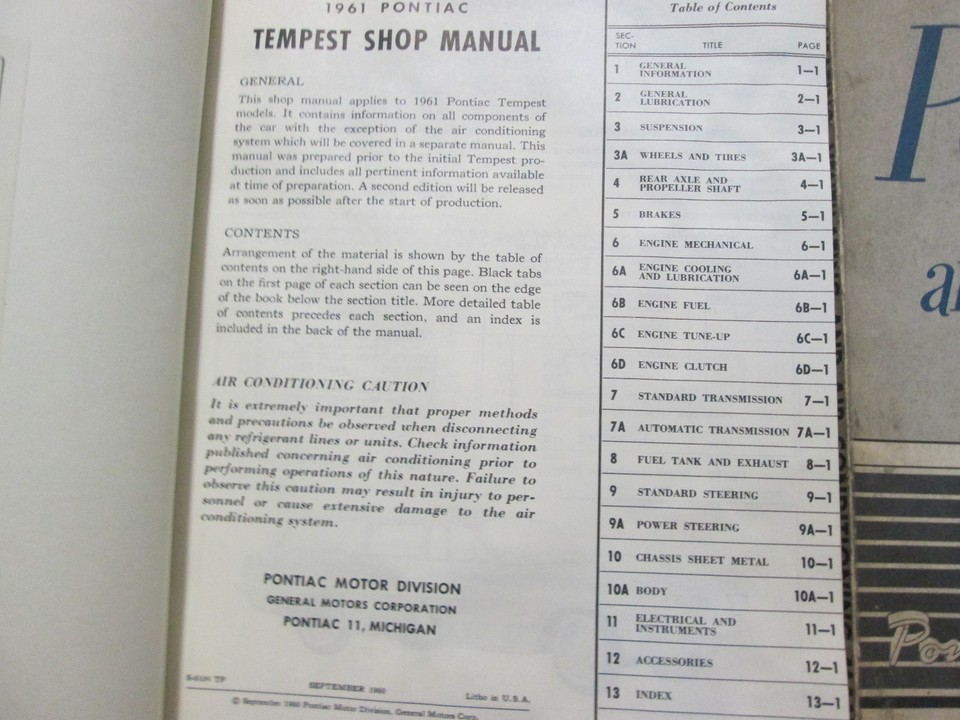 1961 PONTIAC
TEMPEST SHOP MANUAL
GENERAL
This shop manual applies to 1961 Pontiac Tempest
models. It contains information on all components of
the car with the exception of the air conditioning
system which will be covered in a separate manual. This
manual was prepared prior to the initial Tempest pro-
duction and includes all pertinent information available
at time of preparation. A second edition will be released
as soon as possible after the start of production.
CONTENTS
Arrangement of the material is shown by the table of
contents on the right-hand side of this page. Black tabs
on the first page of each section can be seen on the edge
of the book below the section title. More detailed table
of contents precedes each section, and an index is
included in the back of the manual.
AIR CONDITIONING CAUTION
It is extremely important that proper methods
and precautions be observed when disconnecting
any refrigerant lines or units. Check information
published concerning air conditioning prior to
performing operations of this nature. Failure to
observe this caution may result in injury to per-
sonnel or cause extensive damage to the air
conditioning system.
PONTIAC MOTOR DIVISION
GENERAL MOTORS CORPORATION
PONTIAC 11, MICHIGAN
SEPTEMBER 1960
Litho in U.S.A.
© September 1960 Pontiac Motor Division, General Motors Corp.
Table of Contents
SEC-
TION TITLE PAGE
1 GENERAL
INFORMATION 1—1
2 GENERAL
LUBRICATION 2—1
3 SUSPENSION 3—1
3A WHEELS AND TIRES 3A—1
4 REAR AXLE AND
PROPELLER SHAFT 4—1
5 BRAKES 5—1
6 ENGINE MECHANICAL 6—1
6A ENGINE COOLING
AND LUBRICATION 6A—1
6B ENGINE FUEL 6B—1
6C ENGINE TUNE-UP 6C—1
6D ENGINE CLUTCH 6D—1
7 STANDARD TRANSMISSION 7—1
7A AUTOMATIC TRANSMISSION 7A—1
8 FUEL TANK AND EXHAUST 8—1
9 STANDARD STEERING 9—1
9A POWER STEERING 9A—1
10 CHASSIS SHEET METAL 10—1
10A BODY 10A—1
11 ELECTRICAL AND
INSTRUMENTS 11—1
12 ACCESSORIES 12—1
13 INDEX 13—1